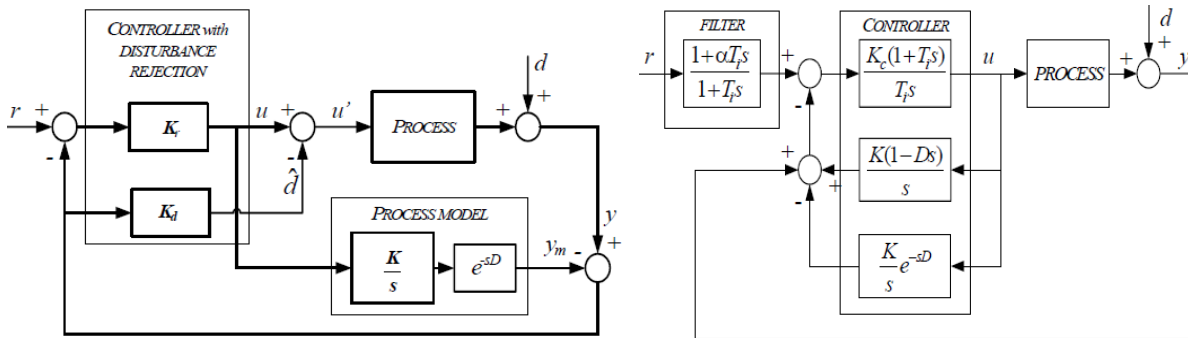 CONTROLLER with
DISTURBANCE
REJECTION
r
+
-
K_r
u
+
-
u'
d̂
K_d
PROCESS
d
+
+
y
PROCESS MODEL
K/s
e^{-sD}
y_m
-
+
FILTER
r
(1+αT_i s)/(1+T_i s)
+
-
CONTROLLER
K_c(1+T_i s)/(T_i s)
u
PROCESS
d
+
+
y
+
+
-
K(1-Ds)/s
K/s e^{-sD}